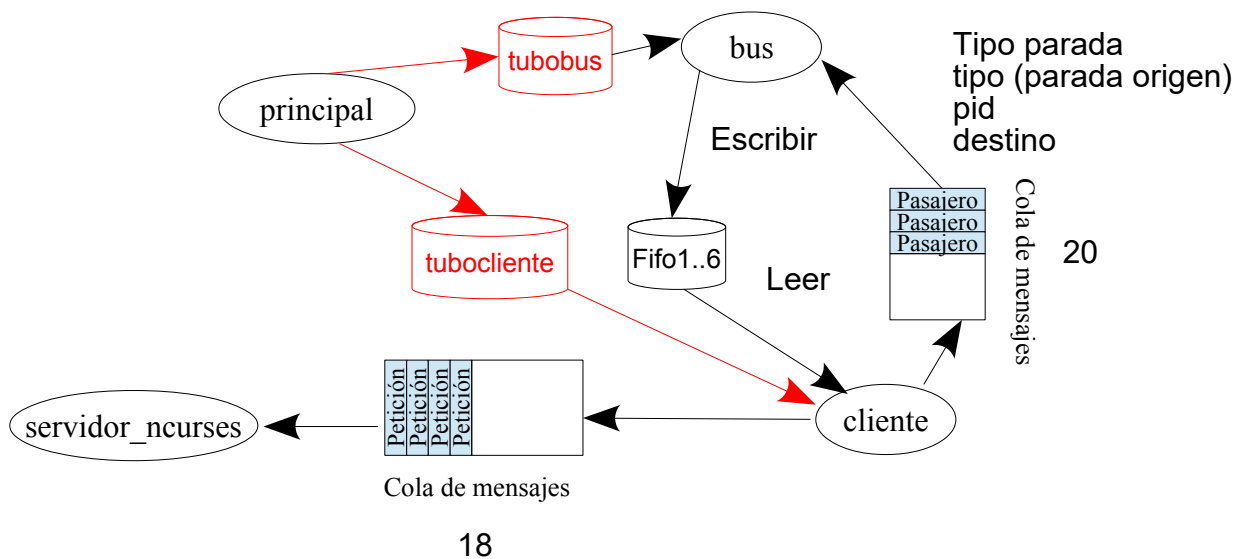 tubobus
bus
Tipo parada
tipo (parada origen)
pid
destino
principal
Escribir
Pasajero
Pasajero
Pasajero
Cola de mensajes
20
tubocliente
Fifo1..6
Leer
Petición
Petición
Petición
Petición
servidor_ncurses
cliente
Cola de mensajes
18